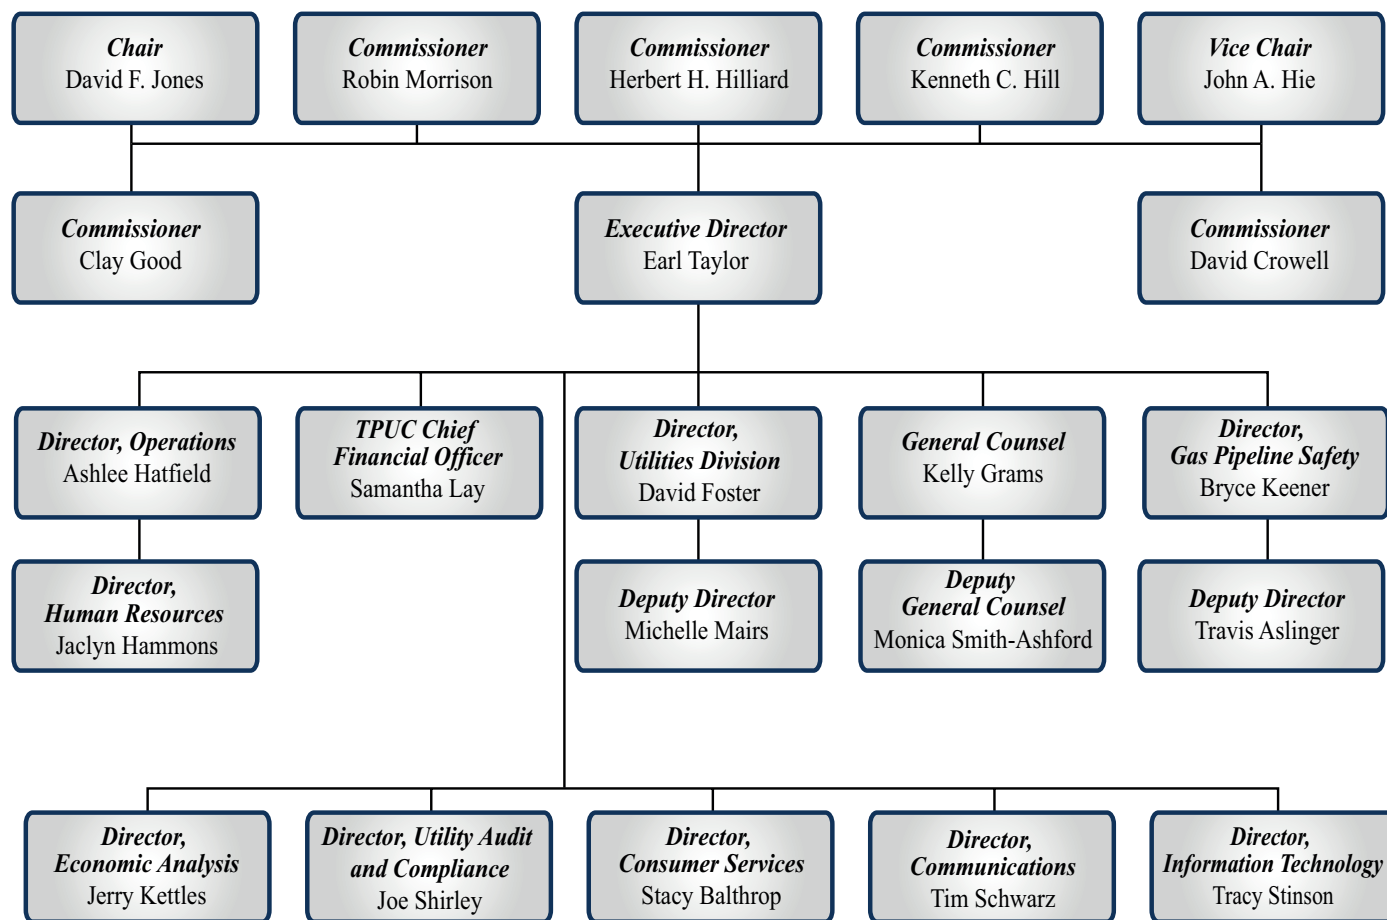 Chair
David F. Jones
Commissioner
Robin Morrison
Commissioner
Herbert H. Hilliard
Commissioner
Kenneth C. Hill
Vice Chair
John A. Hie
Commissioner
Clay Good
Executive Director
Earl Taylor
Commissioner
David Crowell
Director, Operations
Ashlee Hatfield
TPUC Chief
Financial Officer
Samantha Lay
Director,
Utilities Division
David Foster
General Counsel
Kelly Grams
Director,
Gas Pipeline Safety
Bryce Keener
Director,
Human Resources
Jaclyn Hammons
Deputy Director
Michelle Mairs
Deputy
General Counsel
Monica Smith-Ashford
Deputy Director
Travis Aslinger
Director,
Economic Analysis
Jerry Kettles
Director, Utility Audit
and Compliance
Joe Shirley
Director,
Consumer Services
Stacy Balthrop
Director,
Communications
Tim Schwarz
Director,
Information Technology
Tracy Stinson